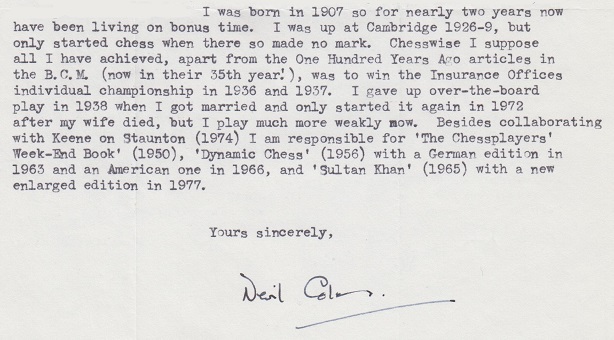 I was born in 1907 so for nearly two years now
have been living on bonus time. I was up at Cambridge 1926-9, but
only started chess when there so made no mark. Chesswise I suppose
all I have achieved, apart from the One Hundred Years Ago articles in
the B.C.M. (now in their 35th year!), was to win the Insurance Offices
individual championship in 1936 and 1937. I gave up over-the-board
play in 1938 when I got married and only started it again in 1972
after my wife died, but I play much more weakly now. Besides collaborating
with Keene on Staunton (1974) I am responsible for 'The Chessplayers'
Week-End Book' (1950), 'Dynamic Chess' (1956) with a German edition in
1963 and an American one in 1966, and 'Sultan Khan' (1965) with a new
enlarged edition in 1977.
Yours sincerely,